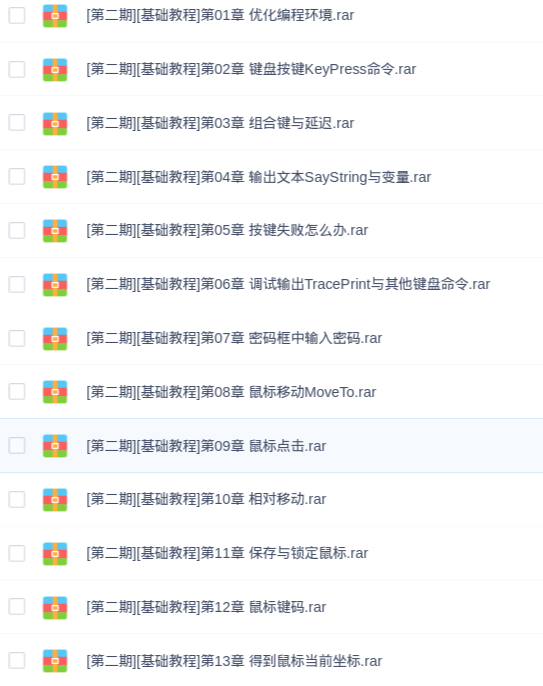 [第二期][基础教程]第01章 优化编程环境.rar
[第二期][基础教程]第02章 键盘按键KeyPress命令.rar
[第二期][基础教程]第03章 组合键与延迟.rar
[第二期][基础教程]第04章 输出文本SayString与变量.rar
[第二期][基础教程]第05章 按键失败怎么办.rar
[第二期][基础教程]第06章 调试输出TracePrint与其他键盘命令.rar
[第二期][基础教程]第07章 密码框中输入密码.rar
[第二期][基础教程]第08章 鼠标移动MoveTo.rar
[第二期][基础教程]第09章 鼠标点击.rar
[第二期][基础教程]第10章 相对移动.rar
[第二期][基础教程]第11章 保存与锁定鼠标.rar
[第二期][基础教程]第12章 鼠标键码.rar
[第二期][基础教程]第13章 得到鼠标当前坐标.rar